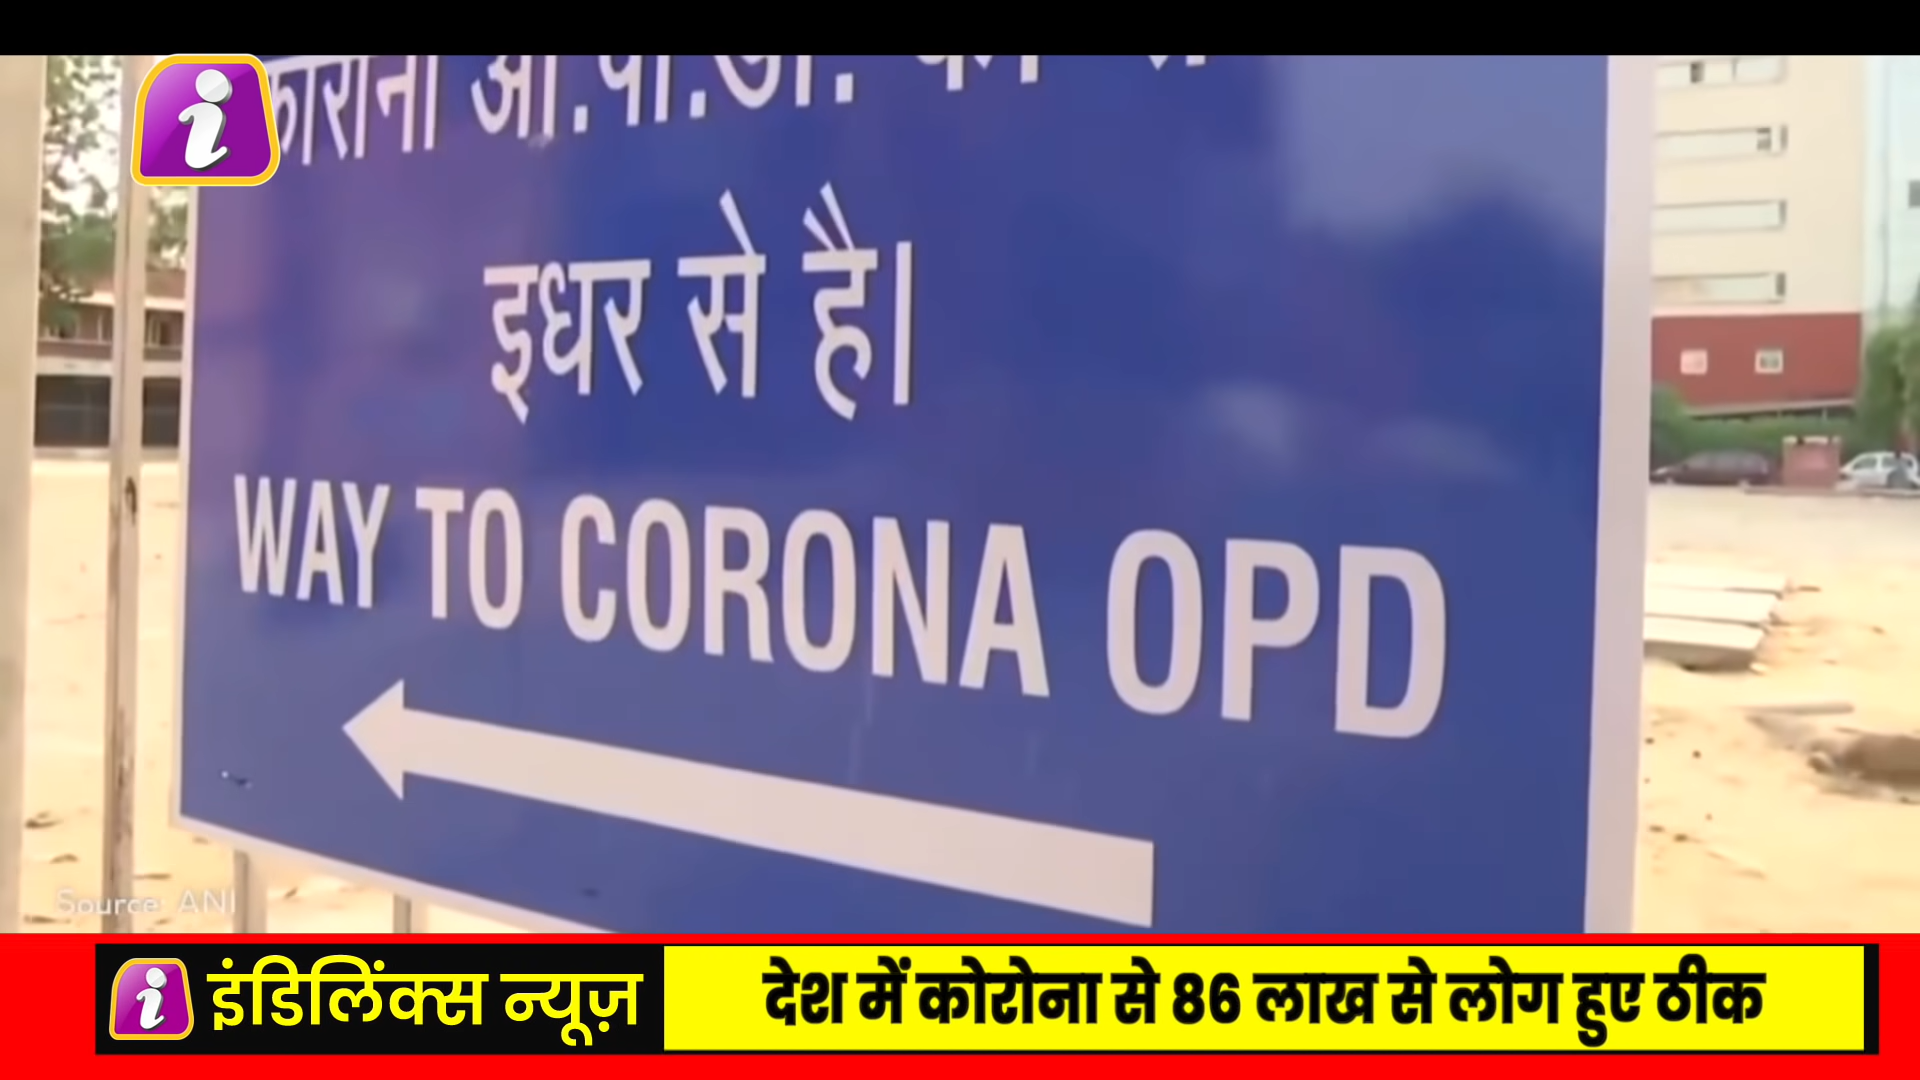 कोरोना ओ.पी.डी.
इधर से है।
WAY TO CORONA OPD
Source: ANI
इंडिलिंक्स न्यूज़
देश में कोरोना से 86 लाख से लोग हुए ठीक